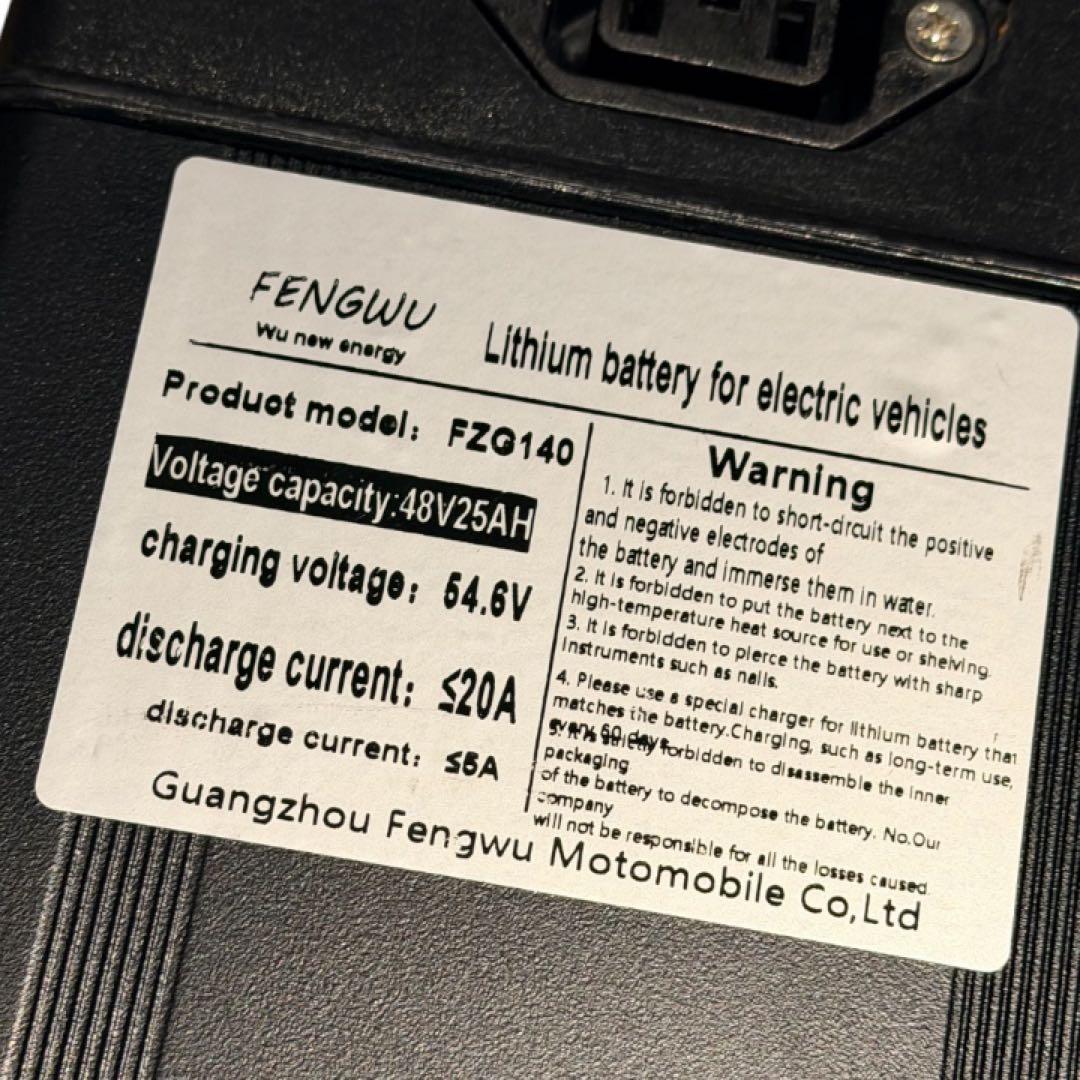 FENGWU
Wu new energy
Lithium battery for electric vehicles
Product model: FZG140
Voltage capacity:48V25AH
charging voltage: 54.6V
discharge current: ≤20A
discharge current: ≤5A
Warning
1. It is forbidden to short-circuit the positive
and negative electrodes of
the battery and immerse them in water.
2. It is forbidden to put the battery next to the
high-temperature heat source for use or shelving.
3. It is forbidden to pierce the battery with sharp
instruments such as nails.
4. Please use a special charger for lithium battery that
matches the battery.Charging, such as long-term use,
every 60 days.
5. It is strictly forbidden to disassemble the inner
packaging
of the battery to decompose the battery. No.Our
company
will not be responsible for all the losses caused
Guangzhou Fengwu Motomobile Co,Ltd